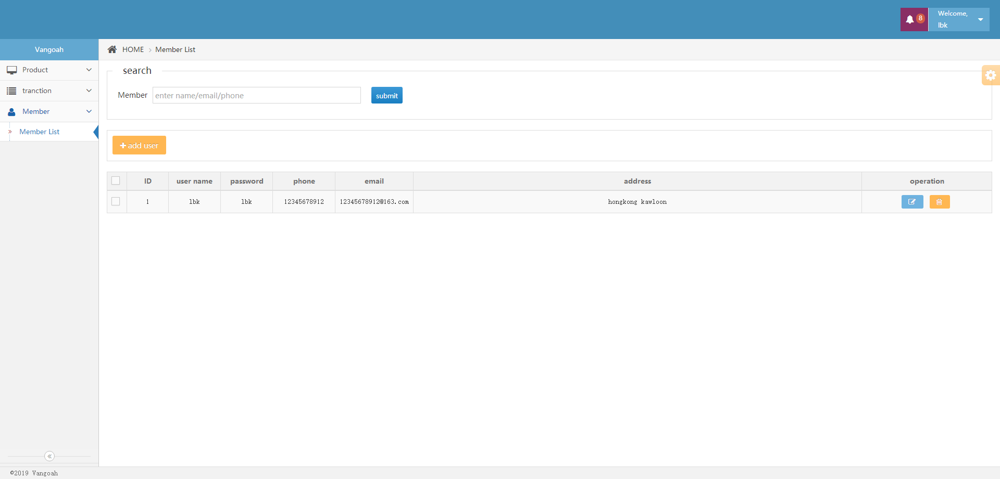 8
Welcome,
lbk
Vangoah
HOME
Member List
Product
tranction
Member
Member List
search
Member
enter name/email/phone
submit
add user
ID user name password phone email address operation
1 lbk lbk 12345678912 12345678912@163.com hongkong kawloon
©2019 Vangoah